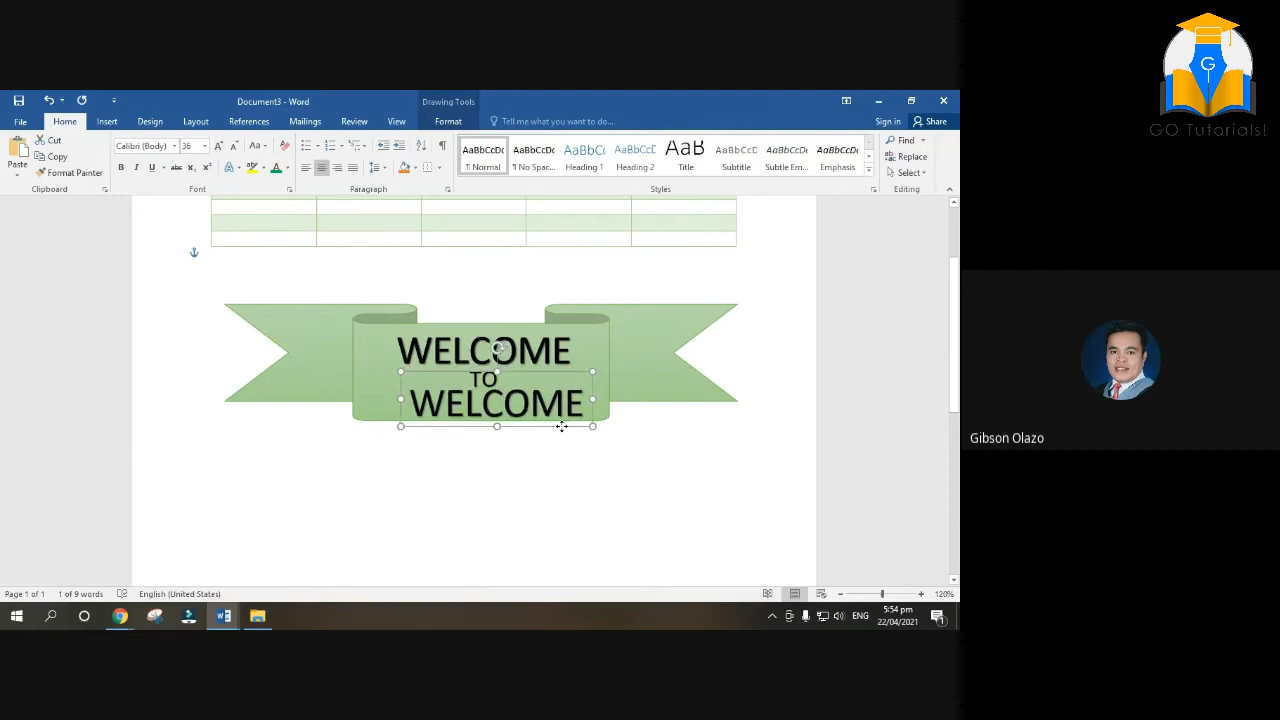 G
GO Tutorials!
Document3 - Word
Drawing Tools
File
Home
Insert
Design
Layout
References
Mailings
Review
View
Format
Tell me what you want to do...
Sign in
Share
Paste
Cut
Copy
Format Painter
Clipboard
Calibri (Body)
36
Font
Paragraph
AaBbCcDc
¶ Normal
AaBbCcDc
¶ No Spac...
AaBbCc
Heading 1
AaBbCcD
Heading 2
AaB
Title
AaBbCcD
Subtitle
AaBbCcD
Subtle Em...
AaBbCcD
Emphasis
Styles
Find
Replace
Select
Editing
WELCOME
TO
WELCOME
Gibson Olazo
Page 1 of 1
1 of 9 words
English (United States)
120%
ENG
5:54 pm
22/04/2021
1